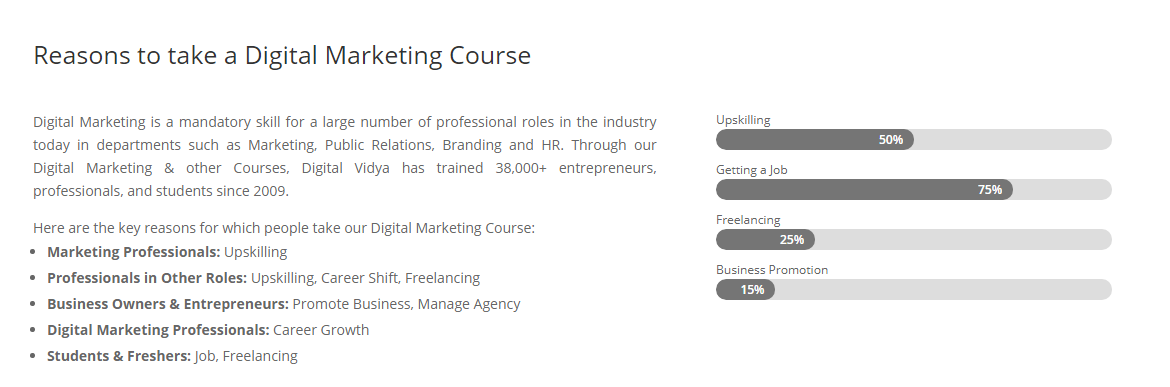 Reasons to take a Digital Marketing Course
Digital Marketing is a mandatory skill for a large number of professional roles in the industry
today in departments such as Marketing, Public Relations, Branding and HR. Through our
Digital Marketing & other Courses, Digital Vidya has trained 38,000+ entrepreneurs,
professionals, and students since 2009.
Here are the key reasons for which people take our Digital Marketing Course:
Marketing Professionals: Upskilling
Professionals in Other Roles: Upskilling, Career Shift, Freelancing
Business Owners & Entrepreneurs: Promote Business, Manage Agency
Digital Marketing Professionals: Career Growth
Students & Freshers: Job, Freelancing
Upskilling
50%
Getting a Job
75%
Freelancing
25%
Business Promotion
15%